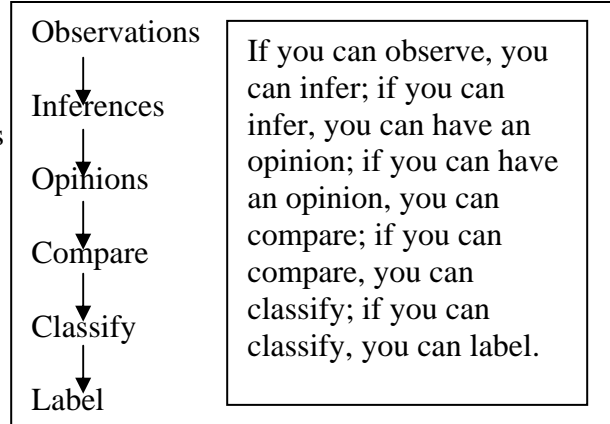 Observations
Inferences
Opinions
Compare
Classify
Label
If you can observe, you
can infer; if you can
infer, you can have an
opinion; if you can have
an opinion, you can
compare; if you can
compare, you can
classify; if you can
classify, you can label.